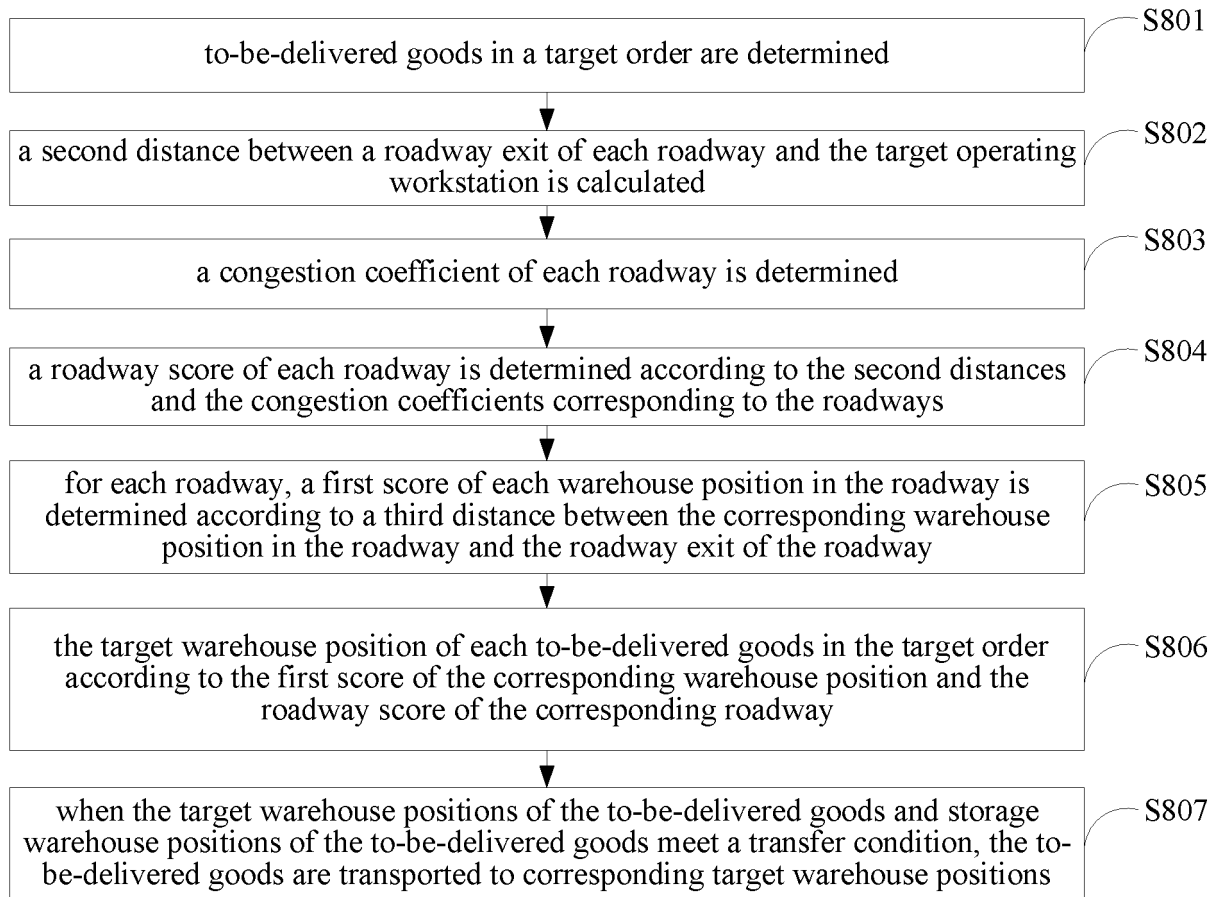 S801
to-be-delivered goods in a target order are determined
S802
a second distance between a roadway exit of each roadway and the target operating
workstation is calculated
S803
a congestion coefficient of each roadway is determined
S804
a roadway score of each roadway is determined according to the second distances
and the congestion coefficients corresponding to the roadways
S805
for each roadway, a first score of each warehouse position in the roadway is
determined according to a third distance between the corresponding warehouse
position in the roadway and the roadway exit of the roadway
S806
the target warehouse position of each to-be-delivered goods in the target order
according to the first score of the corresponding warehouse position and the
roadway score of the corresponding roadway
S807
when the target warehouse positions of the to-be-delivered goods and storage
warehouse positions of the to-be-delivered goods meet a transfer condition, the to-
be-delivered goods are transported to corresponding target warehouse positions